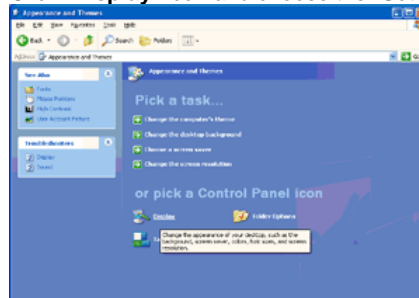 Appearance and Themes
File Edit View Favorites Tools Help
Back Search Folders
Address Appearance and Themes
See Also
Fonts
Mouse Pointers
High Contrast
User Account Picture
Troubleshooters
Display
Sound
Appearance and Themes
Pick a task...
Change the computer's theme
Change the desktop background
Choose a screen saver
Change the screen resolution
or pick a Control Panel icon
Display
Folder Options
Change the appearance of your desktop, such as the
background, screen saver, colors, font sizes, and screen
resolution.